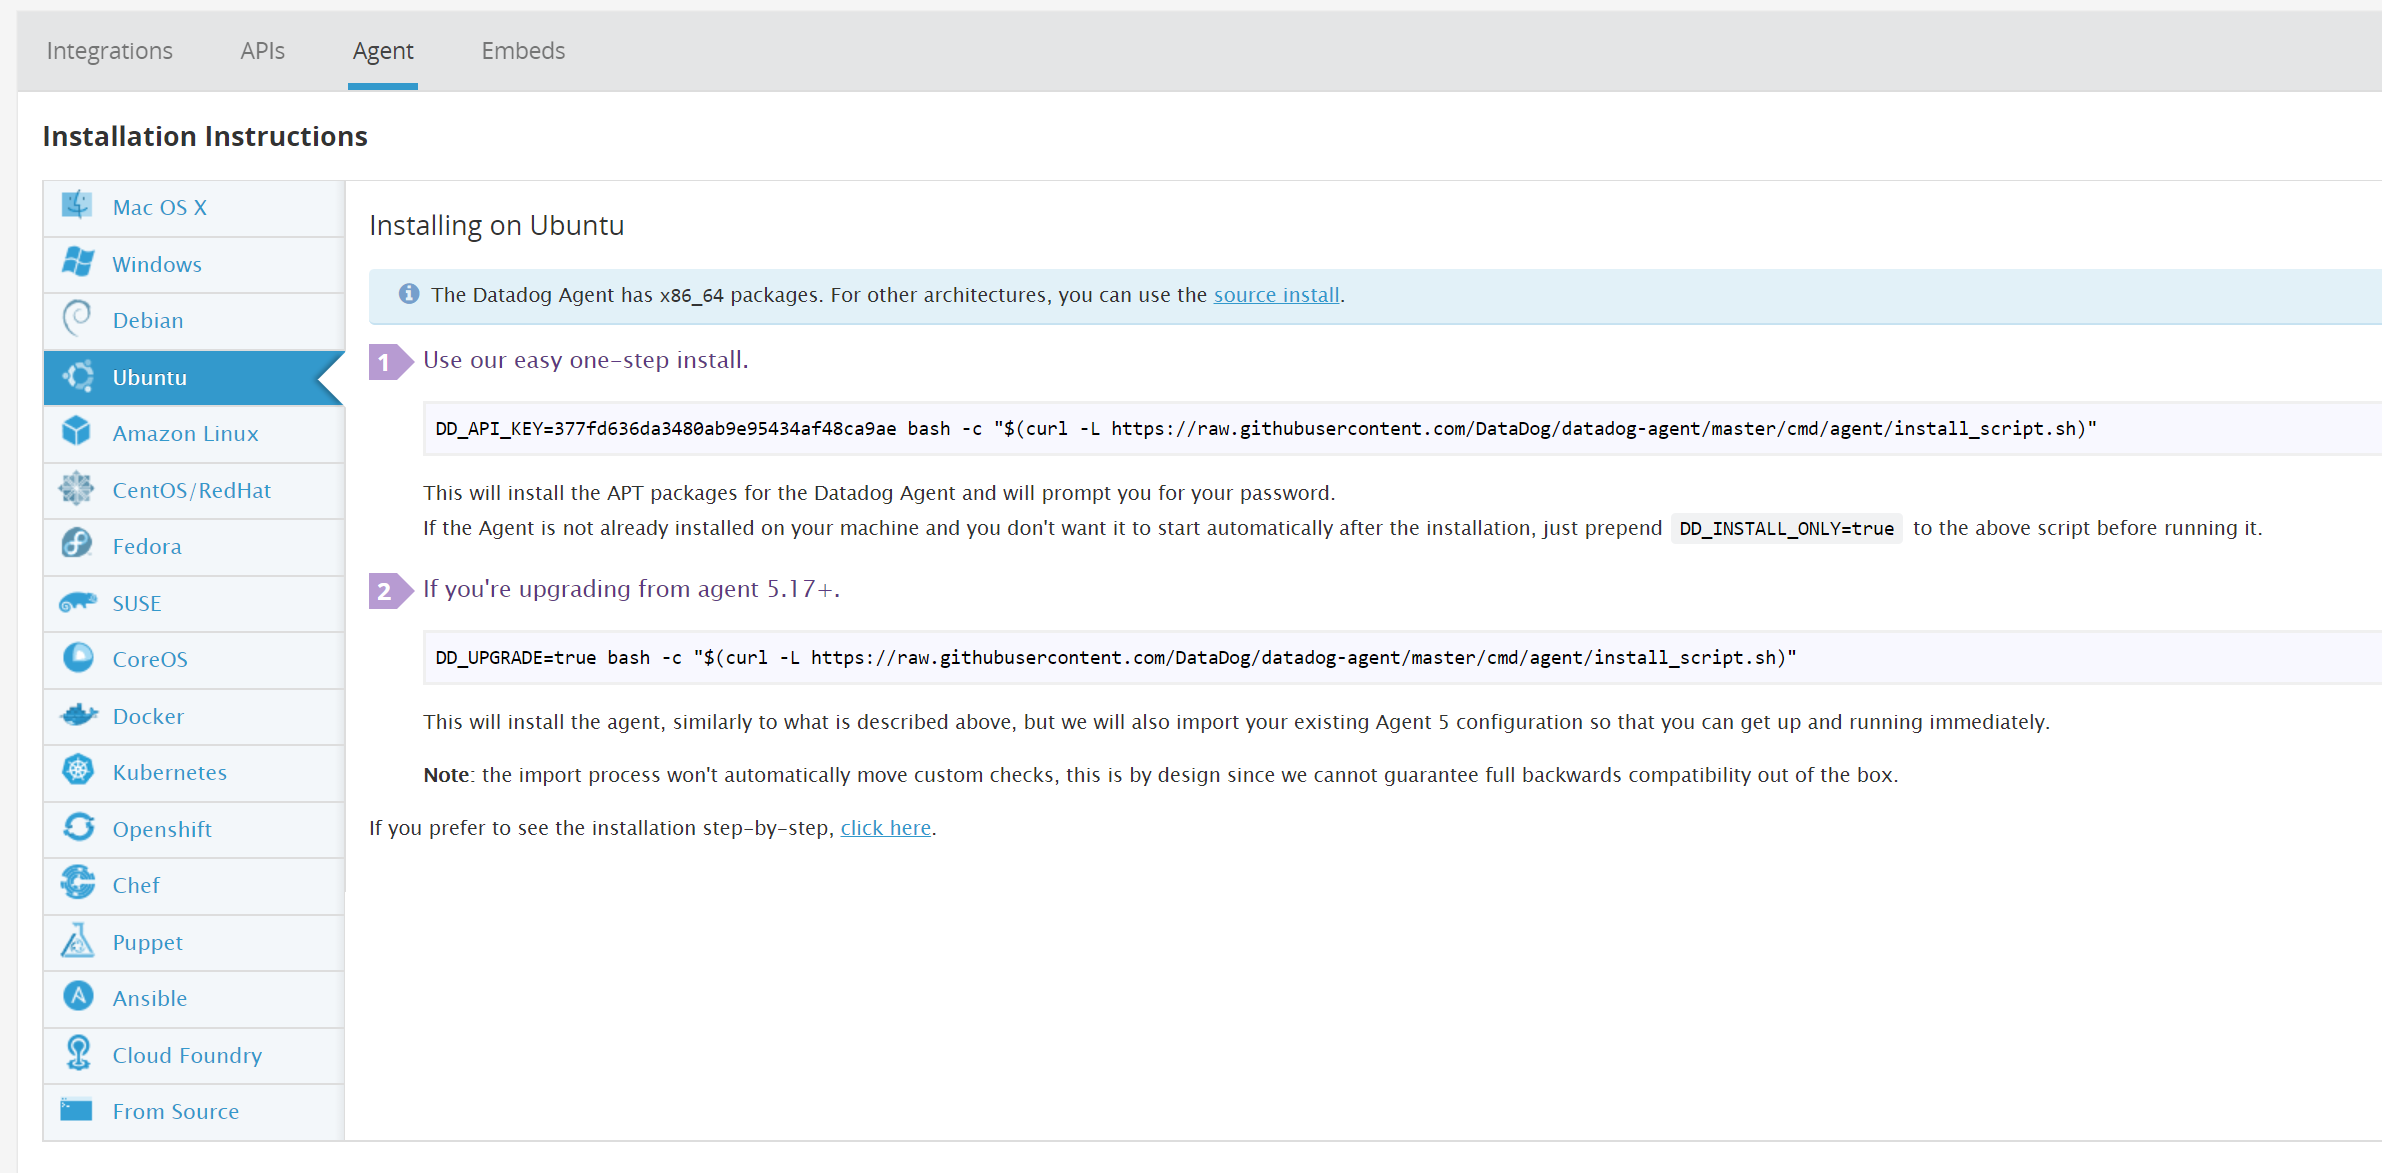 Integrations APIs Agent Embeds
Installation Instructions
Mac OS X
Windows
Debian
Ubuntu
Amazon Linux
CentOS/RedHat
Fedora
SUSE
CoreOS
Docker
Kubernetes
Openshift
Chef
Puppet
Ansible
Cloud Foundry
From Source
Installing on Ubuntu
The Datadog Agent has x86_64 packages. For other architectures, you can use the source install.
1 Use our easy one-step install.
DD_API_KEY=377fd636da3480ab9e95434af48ca9ae bash -c "$(curl -L https://raw.githubusercontent.com/DataDog/datadog-agent/master/cmd/agent/install_script.sh)"
This will install the APT packages for the Datadog Agent and will prompt you for your password.
If the Agent is not already installed on your machine and you don't want it to start automatically after the installation, just prepend DD_INSTALL_ONLY=true to the above script before running it.
2 If you're upgrading from agent 5.17+.
DD_UPGRADE=true bash -c "$(curl -L https://raw.githubusercontent.com/DataDog/datadog-agent/master/cmd/agent/install_script.sh)"
This will install the agent, similarly to what is described above, but we will also import your existing Agent 5 configuration so that you can get up and running immediately.
Note: the import process won't automatically move custom checks, this is by design since we cannot guarantee full backwards compatibility out of the box.
If you prefer to see the installation step-by-step, click here.